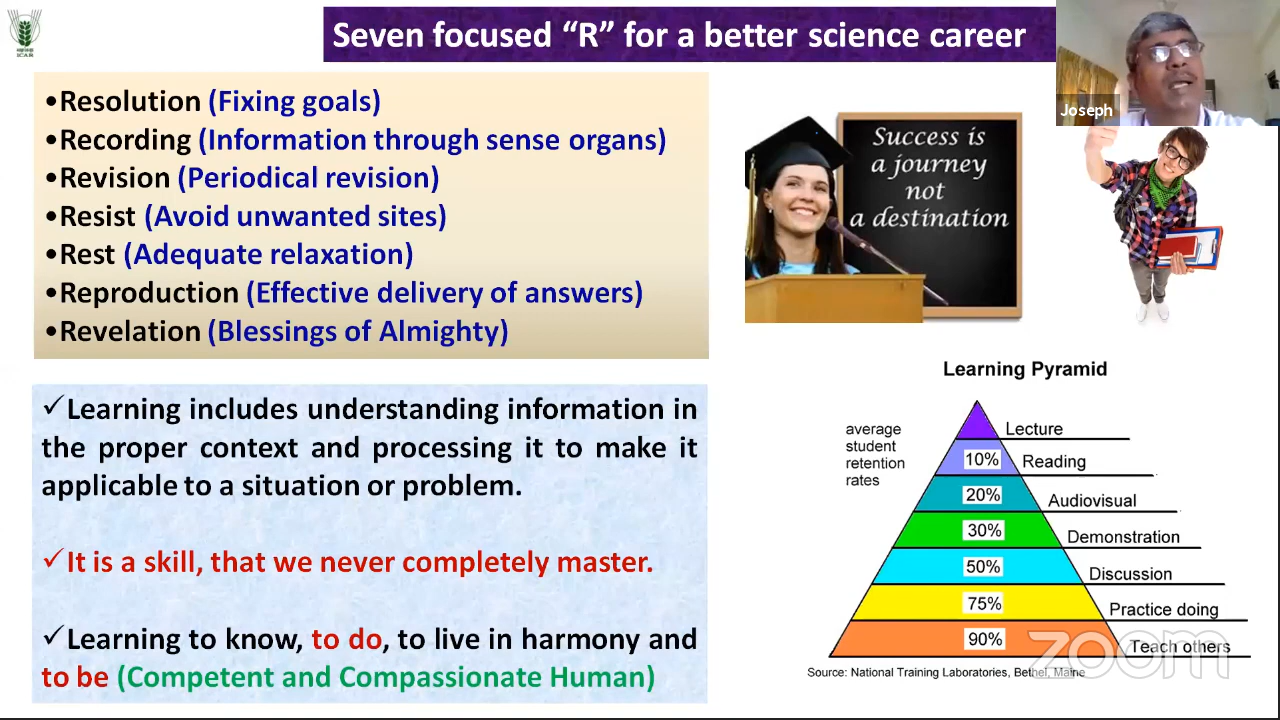 Seven focused “R” for a better science career
Joseph
•Resolution (Fixing goals)
•Recording (Information through sense organs)
•Revision (Periodical revision)
•Resist (Avoid unwanted sites)
•Rest (Adequate relaxation)
•Reproduction (Effective delivery of answers)
•Revelation (Blessings of Almighty)
Success is
a journey
not
a destination
✓Learning includes understanding information in
the proper context and processing it to make it
applicable to a situation or problem.
✓It is a skill, that we never completely master.
✓Learning to know, to do, to live in harmony and
to be (Competent and Compassionate Human)
Learning Pyramid
average
student
retention
rates
Lecture
10% Reading
20% Audiovisual
30% Demonstration
50% Discussion
75% Practice doing
90% Teach others
Source: National Training Laboratories, Bethel, Maine
zoom
ICAR